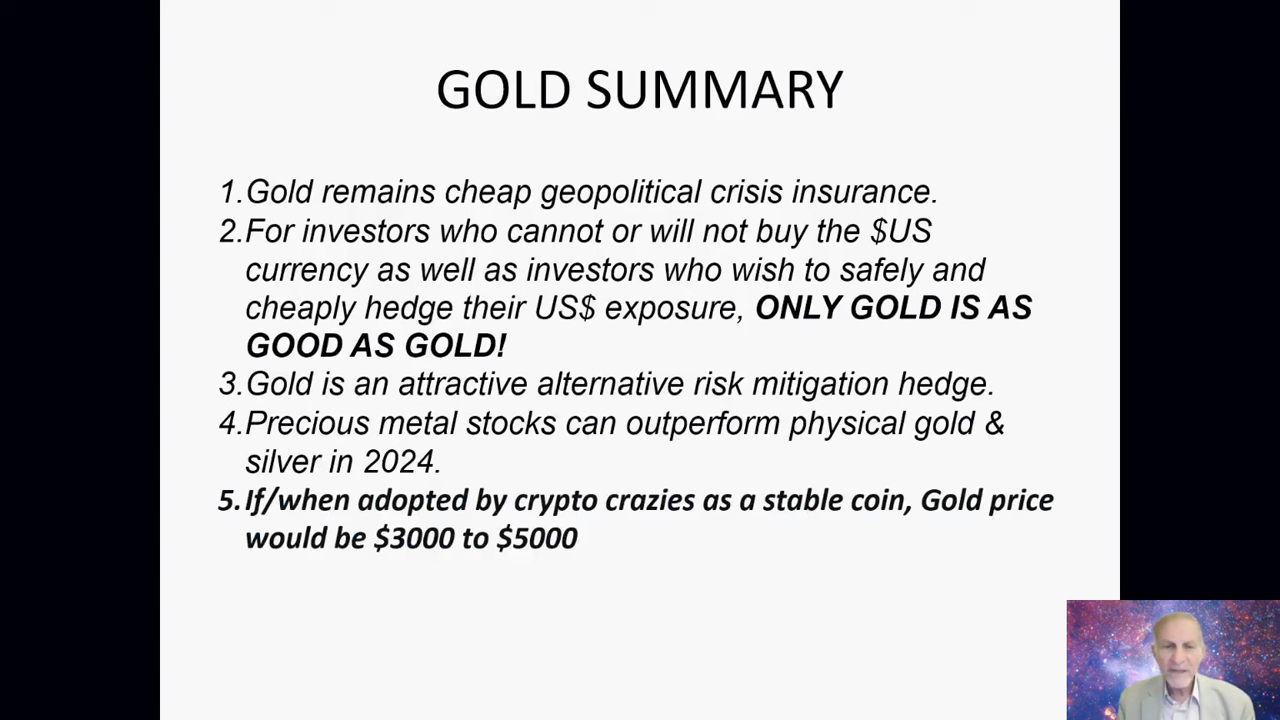 GOLD SUMMARY
1.Gold remains cheap geopolitical crisis insurance.
2.For investors who cannot or will not buy the $US
currency as well as investors who wish to safely and
cheaply hedge their US$ exposure, ONLY GOLD IS AS
GOOD AS GOLD!
3.Gold is an attractive alternative risk mitigation hedge.
4.Precious metal stocks can outperform physical gold &
silver in 2024.
5.If/when adopted by crypto crazies as a stable coin, Gold price
would be $3000 to $5000